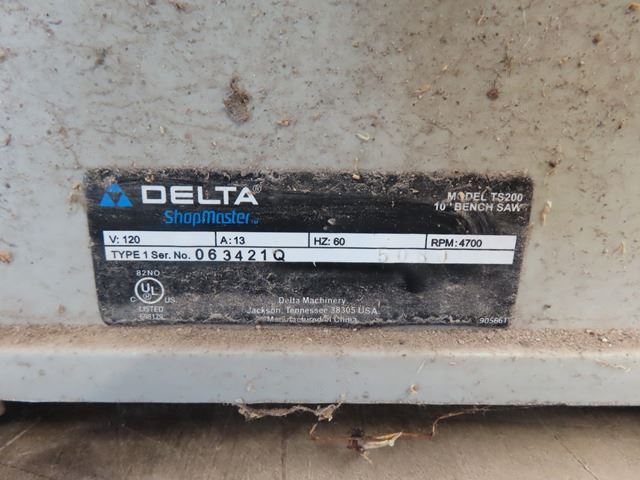 DELTA®
ShopMaster™
MODEL TS200
10" BENCH SAW
V: 120 A: 13 HZ: 60 RPM: 4700
TYPE 1 Ser. No. 063421Q
82NO
C UL US
LISTED
Delta Machinery
Jackson, Tennessee 38305 USA
Manufactured in China
905661